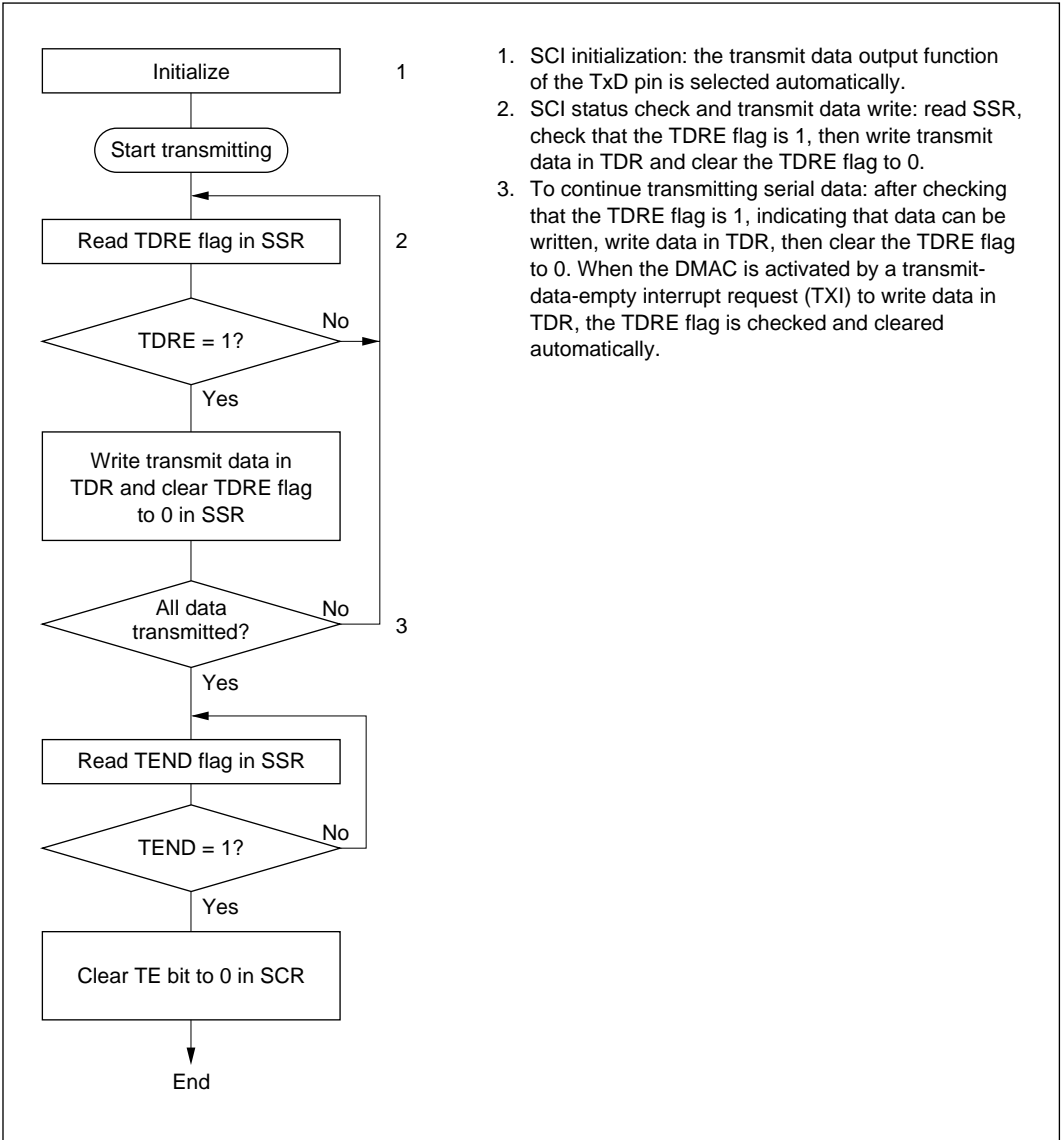 Initialize
1
Start transmitting
Read TDRE flag in SSR
2
TDRE = 1?
No
Yes
Write transmit data in
TDR and clear TDRE flag
to 0 in SSR
All data
transmitted?
No
3
Yes
Read TEND flag in SSR
TEND = 1?
No
Yes
Clear TE bit to 0 in SCR
End
1. SCI initialization: the transmit data output function
of the TxD pin is selected automatically.
2. SCI status check and transmit data write: read SSR,
check that the TDRE flag is 1, then write transmit
data in TDR and clear the TDRE flag to 0.
3. To continue transmitting serial data: after checking
that the TDRE flag is 1, indicating that data can be
written, write data in TDR, then clear the TDRE flag
to 0. When the DMAC is activated by a transmit-
data-empty interrupt request (TXI) to write data in
TDR, the TDRE flag is checked and cleared
automatically.